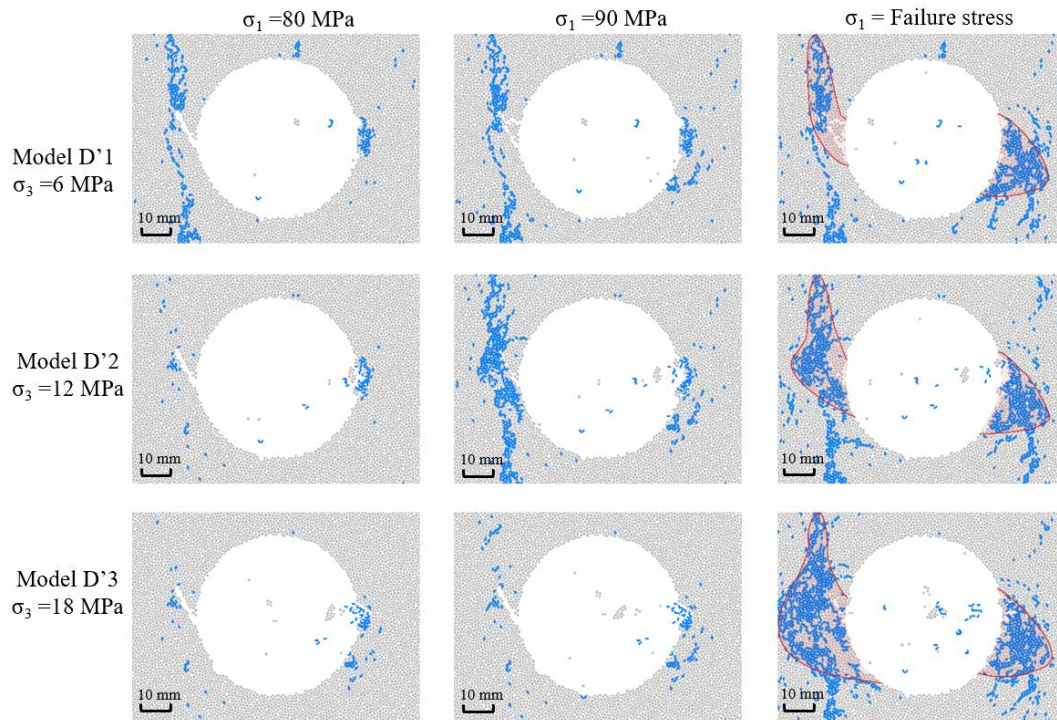 σ₁ =80 MPa
σ₁ =90 MPa
σ₁ = Failure stress
Model D’1
σ₃ =6 MPa
10 mm
10 mm
10 mm
Model D’2
σ₃ =12 MPa
10 mm
10 mm
10 mm
Model D’3
σ₃ =18 MPa
10 mm
10 mm
10 mm